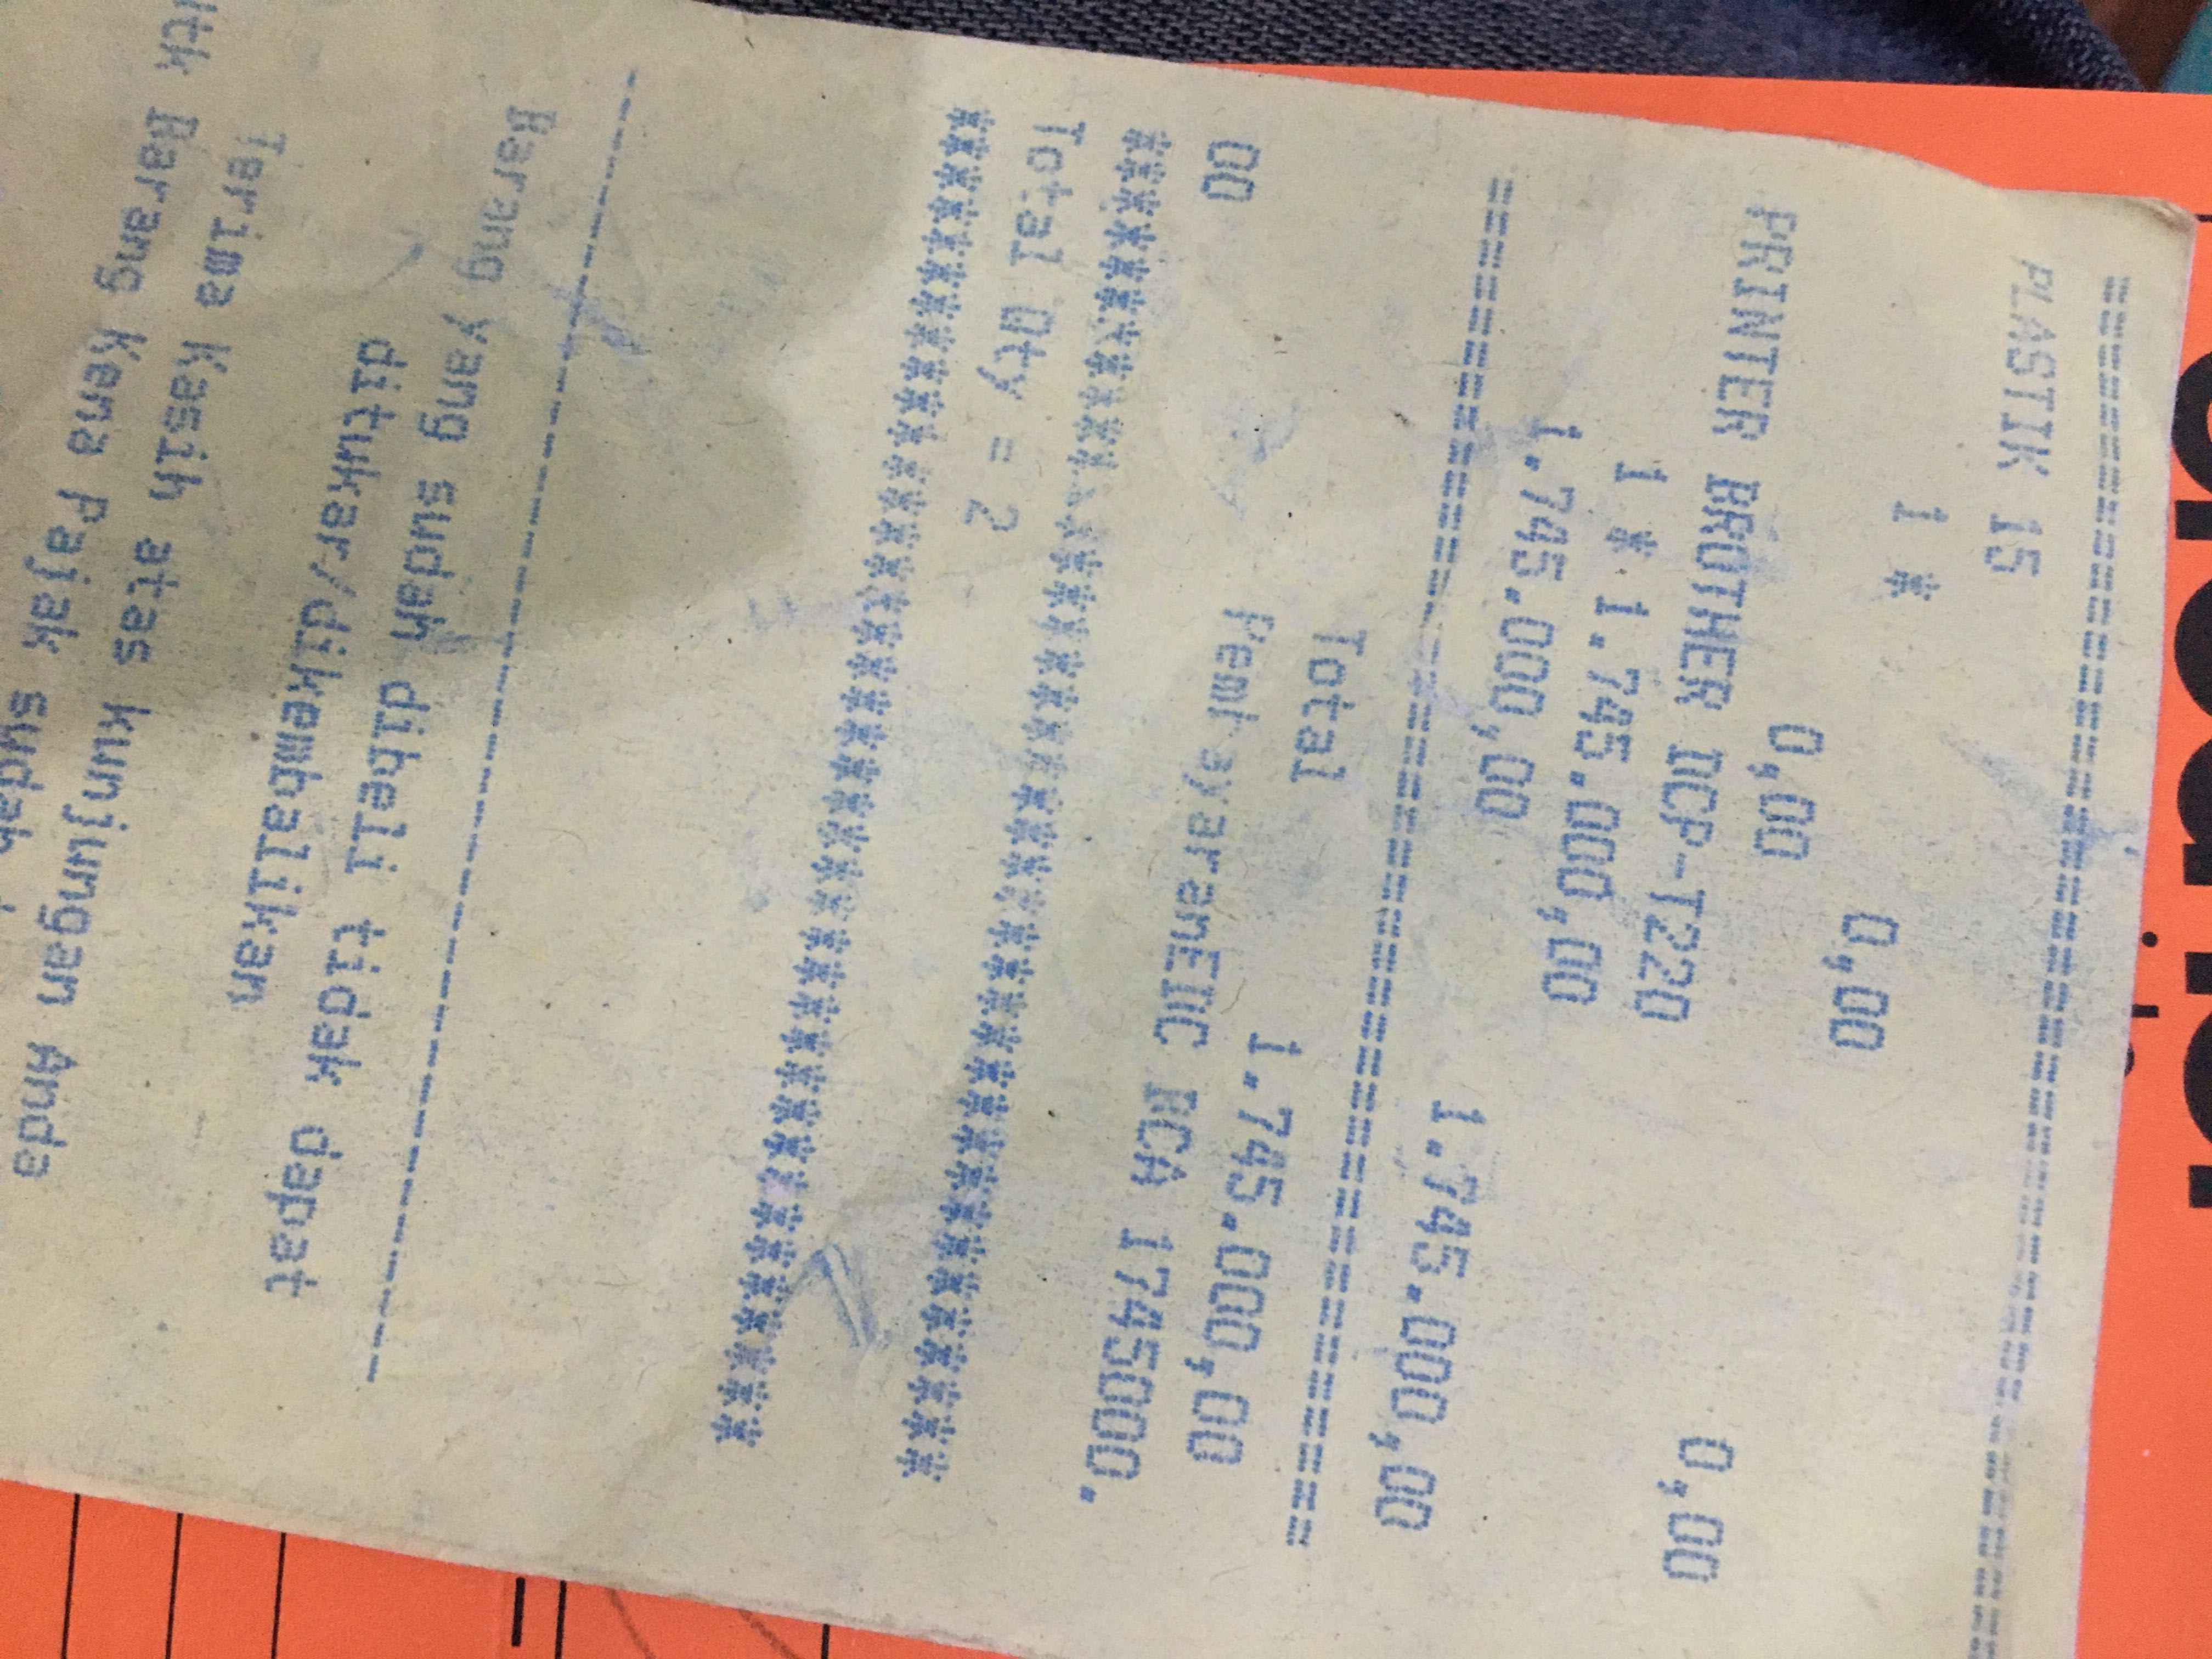 ========================================
PLASTIK 15
1 * 0,00
0,00 0,00
PRINTER BROTHER DCP-T220
1 * 1.745.000,00
1.745.000,00 1.745.000,00
========================================
Total 1.745.000,00
PembayaranEDC BCA 1745000.
00
****************************************
Total Qty = 2
****************************************
----------------------------------------
Barang yang sudah dibeli tidak dapat
ditukar/dikembalikan
Terima Kasih atas kunjungan Anda
Barang Kena Pajak sudah